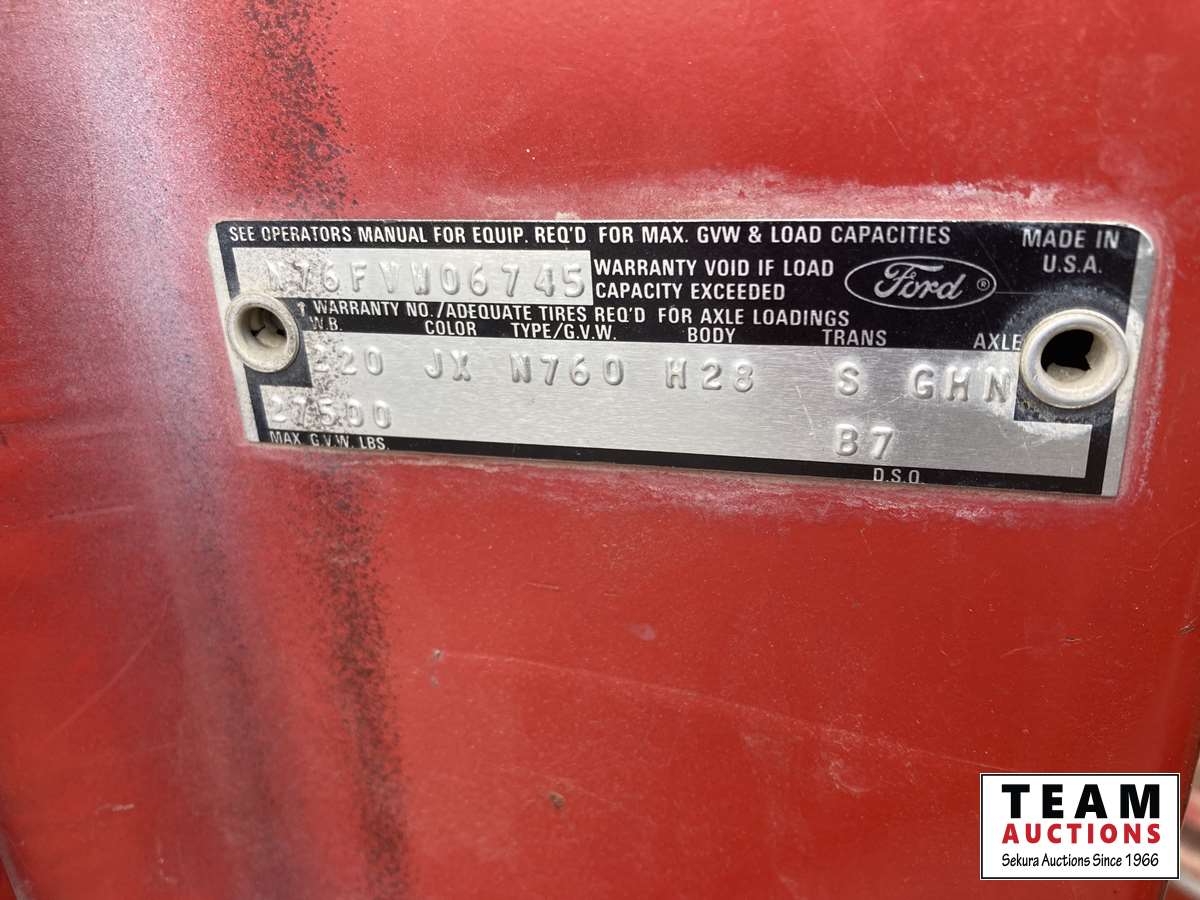 SEE OPERATORS MANUAL FOR EQUIP. REQ'D FOR MAX. GVW & LOAD CAPACITIES
MADE IN U.S.A.
N76FVW06745
WARRANTY VOID IF LOAD
CAPACITY EXCEEDED
Ford ®
↑ WARRANTY NO./ADEQUATE TIRES REQ'D FOR AXLE LOADINGS
W.B. COLOR TYPE/G.V.W. BODY TRANS AXLE
220 JX N760 H28 S GHN
27500 B7
MAX. G.V.W. LBS. D.S.O.
TEAM
AUCTIONS
Sekura Auctions Since 1966